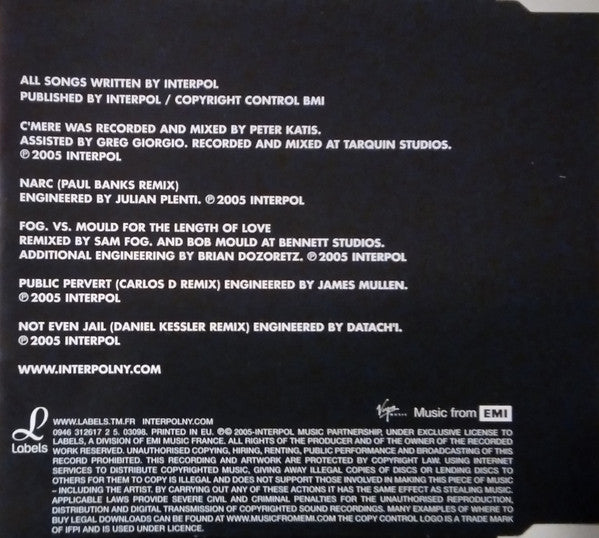 ALL SONGS WRITTEN BY INTERPOL
PUBLISHED BY INTERPOL / COPYRIGHT CONTROL BMI
C'MERE WAS RECORDED AND MIXED BY PETER KATIS.
ASSISTED BY GREG GIORGIO. RECORDED AND MIXED AT TARQUIN STUDIOS.
℗ 2005 INTERPOL
NARC (PAUL BANKS REMIX)
ENGINEERED BY JULIAN PLENTI. ℗ 2005 INTERPOL
FOG. VS. MOULD FOR THE LENGTH OF LOVE
REMIXED BY SAM FOG. AND BOB MOULD AT BENNETT STUDIOS.
ADDITIONAL ENGINEERING BY BRIAN DOZORETZ. ℗ 2005 INTERPOL
PUBLIC PERVERT (CARLOS D REMIX) ENGINEERED BY JAMES MULLEN.
℗ 2005 INTERPOL
NOT EVEN JAIL (DANIEL KESSLER REMIX) ENGINEERED BY DATACH'I.
℗ 2005 INTERPOL
WWW.INTERPOLNY.COM
Virgin MUSIC Music from EMI
L Labels
WWW.LABELS.TM.FR INTERPOLNY.COM
0946 312617 2 5. 03098. PRINTED IN EU. ℗© 2005-INTERPOL MUSIC PARTNERSHIP UNDER EXCLUSIVE LICENSE TO
LABELS, A DIVISION OF EMI MUSIC FRANCE. ALL RIGHTS OF THE PRODUCER AND OF THE OWNER OF THE RECORDED
WORK RESERVED. UNAUTHORISED COPYING, HIRING, RENTING, PUBLIC PERFORMANCE AND BROADCASTING OF THIS
RECORD PROHIBITED. THIS RECORDING AND ARTWORK ARE PROTECTED BY COPYRIGHT LAW. USING INTERNET
SERVICES TO DISTRIBUTE COPYRIGHTED MUSIC, GIVING AWAY ILLEGAL COPIES OF DISCS OR LENDING DISCS TO
OTHERS FOR THEM TO COPY IS ILLEGAL AND DOES NOT SUPPORT THOSE INVOLVED IN MAKING THIS PIECE OF MUSIC
– INCLUDING THE ARTIST. BY CARRYING OUT ANY OF THESE ACTIONS IT HAS THE SAME EFFECT AS STEALING MUSIC.
APPLICABLE LAWS PROVIDE SEVERE CIVIL AND CRIMINAL PENALTIES FOR THE UNAUTHORISED REPRODUCTION,
DISTRIBUTION AND DIGITAL TRANSMISSION OF COPYRIGHTED SOUND RECORDINGS. MANY EXAMPLES OF WHERE TO
BUY LEGAL DOWNLOADS CAN BE FOUND AT WWW.MUSICFROMEMI.COM THE COPY CONTROL LOGO IS A TRADE MARK
OF IFPI AND IS USED UNDER LICENCE.